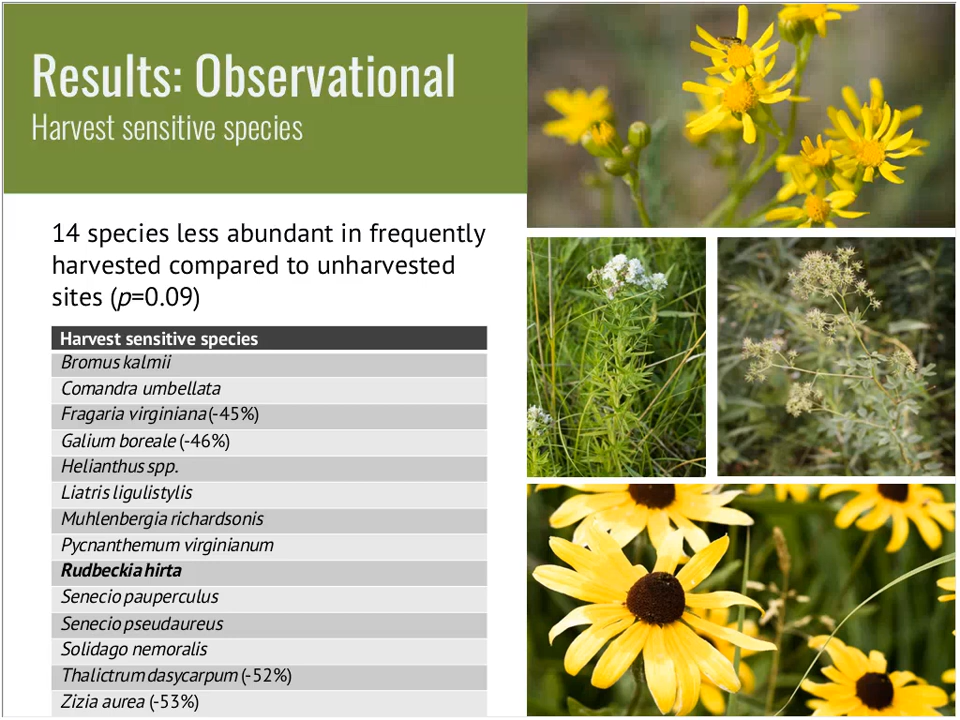 Results: Observational
Harvest sensitive species
14 species less abundant in frequently
harvested compared to unharvested
sites (p=0.09)
Harvest sensitive species
Bromus kalmii
Comandra umbellata
Fragaria virginiana (-45%)
Galium boreale (-46%)
Helianthus spp.
Liatris ligulistylis
Muhlenbergia richardsonis
Pycnanthemum virginianum
Rudbeckia hirta
Senecio pauperculus
Senecio pseudaureus
Solidago nemoralis
Thalictrum dasycarpum (-52%)
Zizia aurea (-53%)